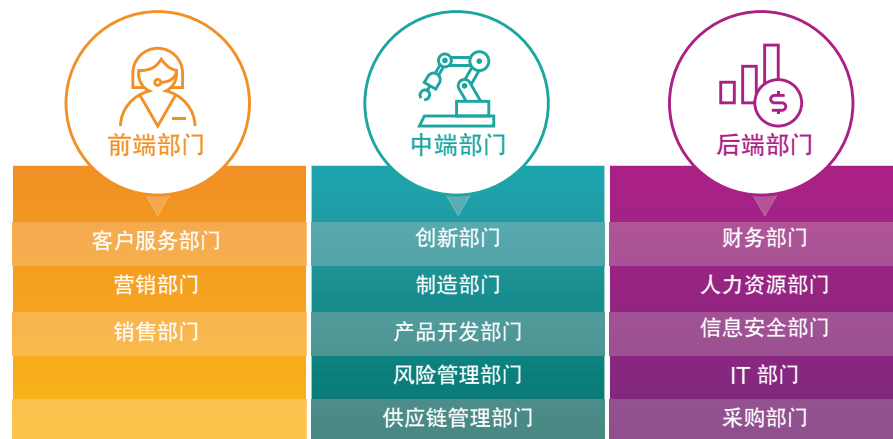 前端部门
客户服务部门
营销部门
销售部门
中端部门
创新部门
制造部门
产品开发部门
风险管理部门
供应链管理部门
$
后端部门
财务部门
人力资源部门
信息安全部门
IT 部门
采购部门